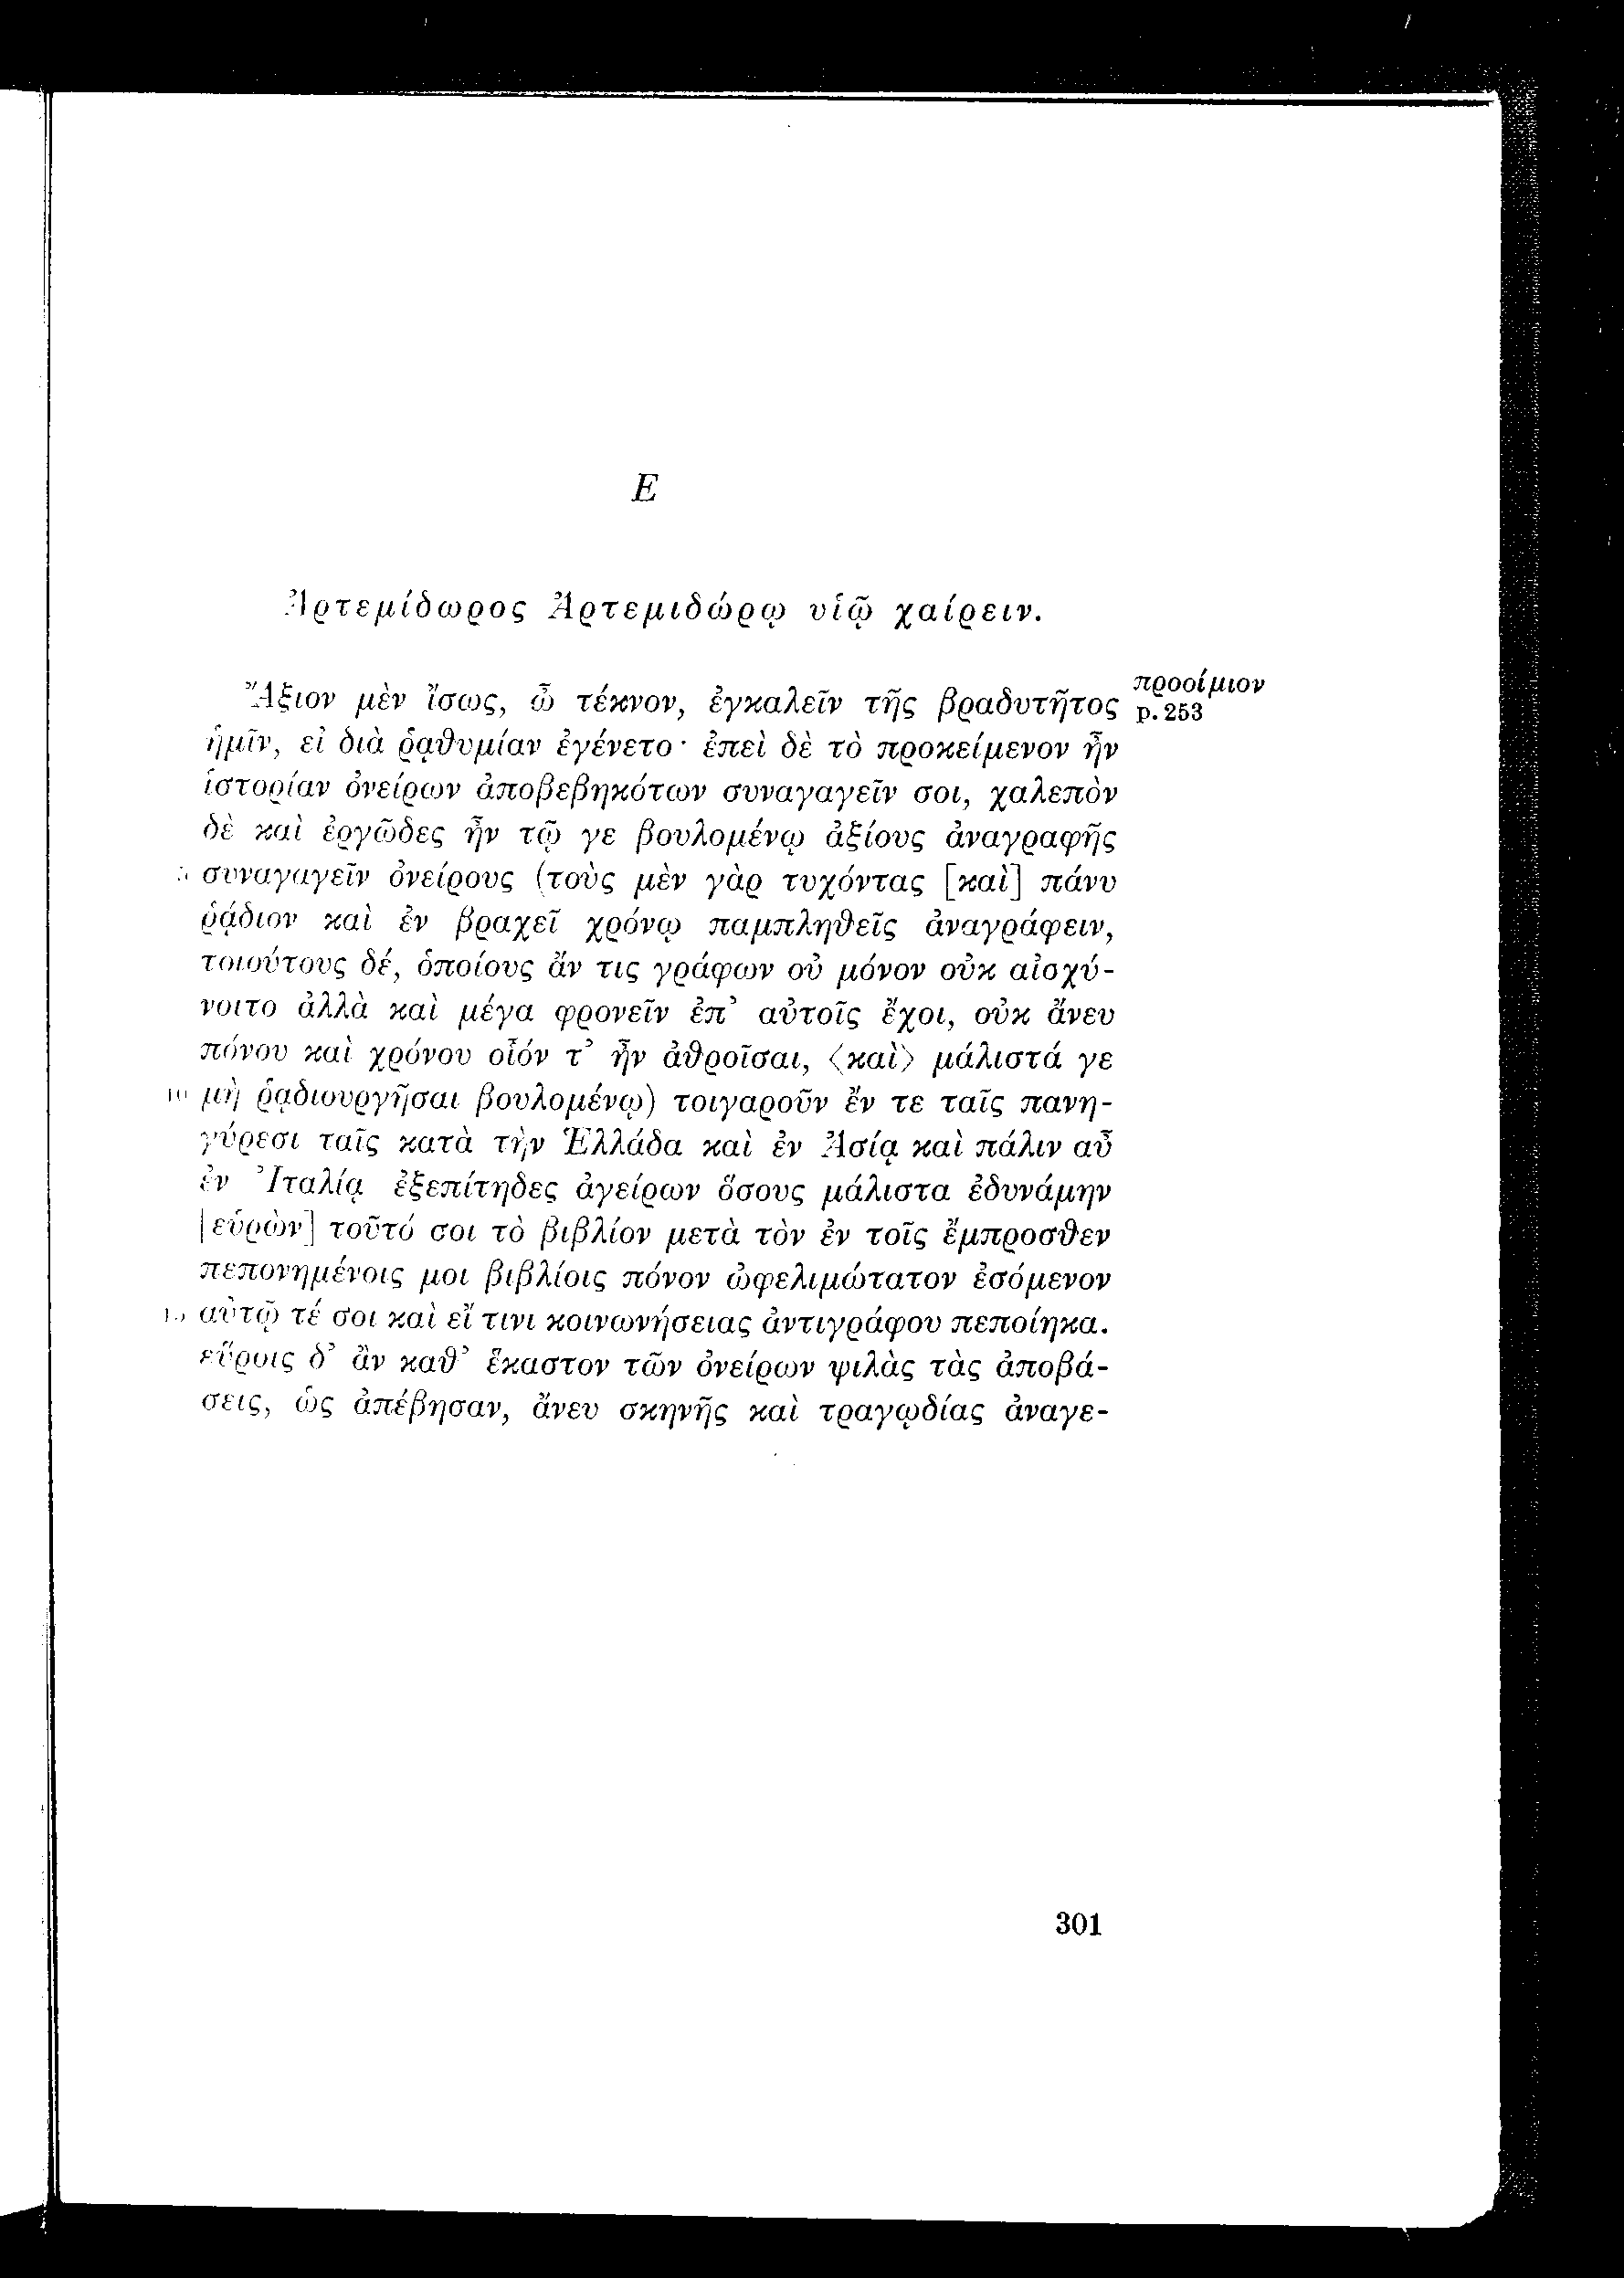 E
Ἀρτεμίδωρος Ἀρτεμιδώρῳ υἱῷ χαίρειν.
Ἄξιον μὲν ἴσως, ὦ τέκνον, ἐγκαλεῖν τῆς βραδυτῆτος προοίμιον p. 253
ἡμῖν, εἰ διὰ ῥᾳθυμίαν ἐγένετο· ἐπεὶ δὲ τὸ προκείμενον ἦν
ἱστορίαν ὀνείρων ἀποβεβηκότων συναγαγεῖν σοι, χαλεπὸν
δὲ καὶ ἐργῶδες ἦν τῷ γε βουλομένῳ ἀξίους ἀναγραφῆς
5 συναγαγεῖν ὀνείρους (τοὺς μὲν γὰρ τυχόντας [καὶ] πάνυ
ῥᾴδιον καὶ ἐν βραχεῖ χρόνῳ παμπληθεῖς ἀναγράφειν,
τοιούτους δέ, ὁποίους ἄν τις γράφων οὐ μόνον οὐκ αἰσχύ-
νοιτο ἀλλὰ καὶ μέγα φρονεῖν ἐπ’ αὐτοῖς ἔχοι, οὐκ ἄνευ
πόνου καὶ χρόνου οἷόν τ’ ἦν ἀθροῖσαι, ⟨καὶ⟩ μάλιστά γε
10 μὴ ῥᾳδιουργῆσαι βουλομένῳ) τοιγαροῦν ἔν τε ταῖς πανη-
γύρεσι ταῖς κατὰ τὴν Ἑλλάδα καὶ ἐν Ἀσίᾳ καὶ πάλιν αὖ
ἐν Ἰταλίᾳ ἐξεπίτηδες ἀγείρων ὅσους μάλιστα ἐδυνάμην
[εὑρὼν] τοῦτό σοι τὸ βιβλίον μετὰ τὸν ἐν τοῖς ἔμπροσθεν
πεπονημένοις μοι βιβλίοις πόνον ὠφελιμώτατον ἐσόμενον
15 αὐτῷ τέ σοι καὶ εἴ τινι κοινωνήσειας ἀντιγράφου πεποίηκα.
εὕροις δ’ ἂν καθ’ ἕκαστον τῶν ὀνείρων ψιλὰς τὰς ἀποβά-
σεις, ὡς ἀπέβησαν, ἄνευ σκηνῆς καὶ τραγῳδίας ἀναγε-
301